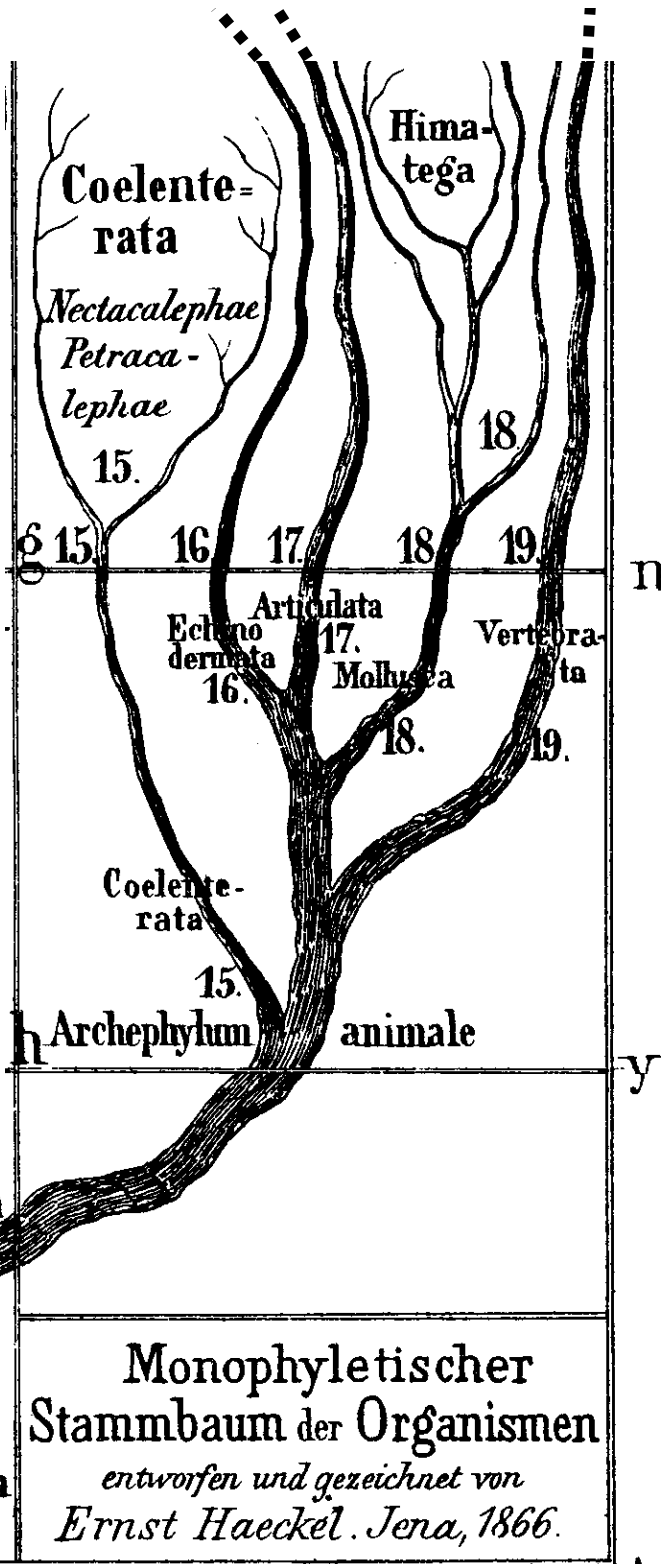 Hima-
tega
Coelente=
rata
Nectacalephae
Petraca-
lephae
15.
18.
g 15. 16. 17. 18. 19. n
Articulata
17.
Echino
dermata
16.
Mollusca
18.
Vertebra-
ta
19.
Coelente-
rata
15.
h Archephylum animale
y
Monophyletischer
Stammbaum der Organismen
entworfen und gezeichnet von
Ernst Haeckel. Jena, 1866.